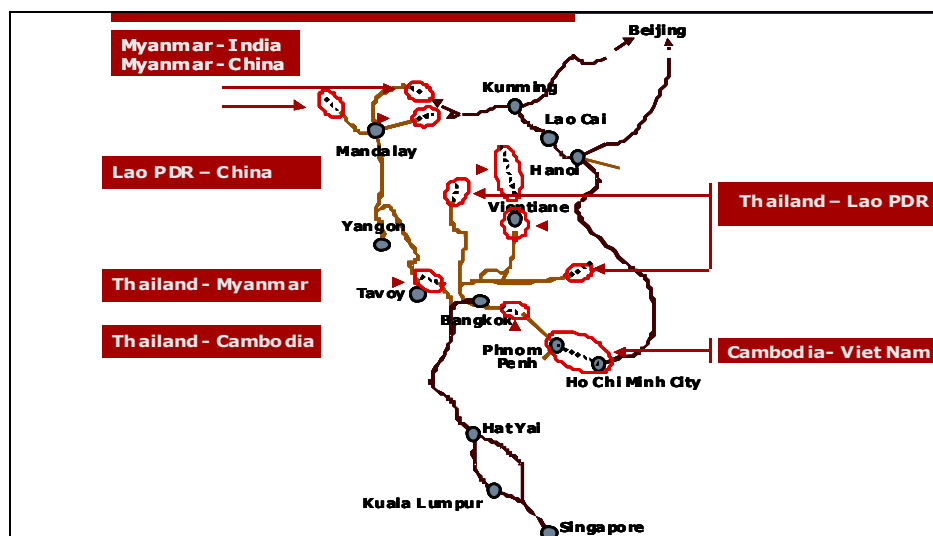 Myanmar - India
Myanmar - China
Beijing
Kunming
Lao Cai
Mandalay
Hanoi
Lao PDR – China
Vientiane
Thailand – Lao PDR
Yangon
Thailand - Myanmar
Tavoy
Bangkok
Thailand - Cambodia
Phnom
Penh
Cambodia- Viet Nam
Ho Chi Minh City
Hat Yai
Kuala Lumpur
Singapore